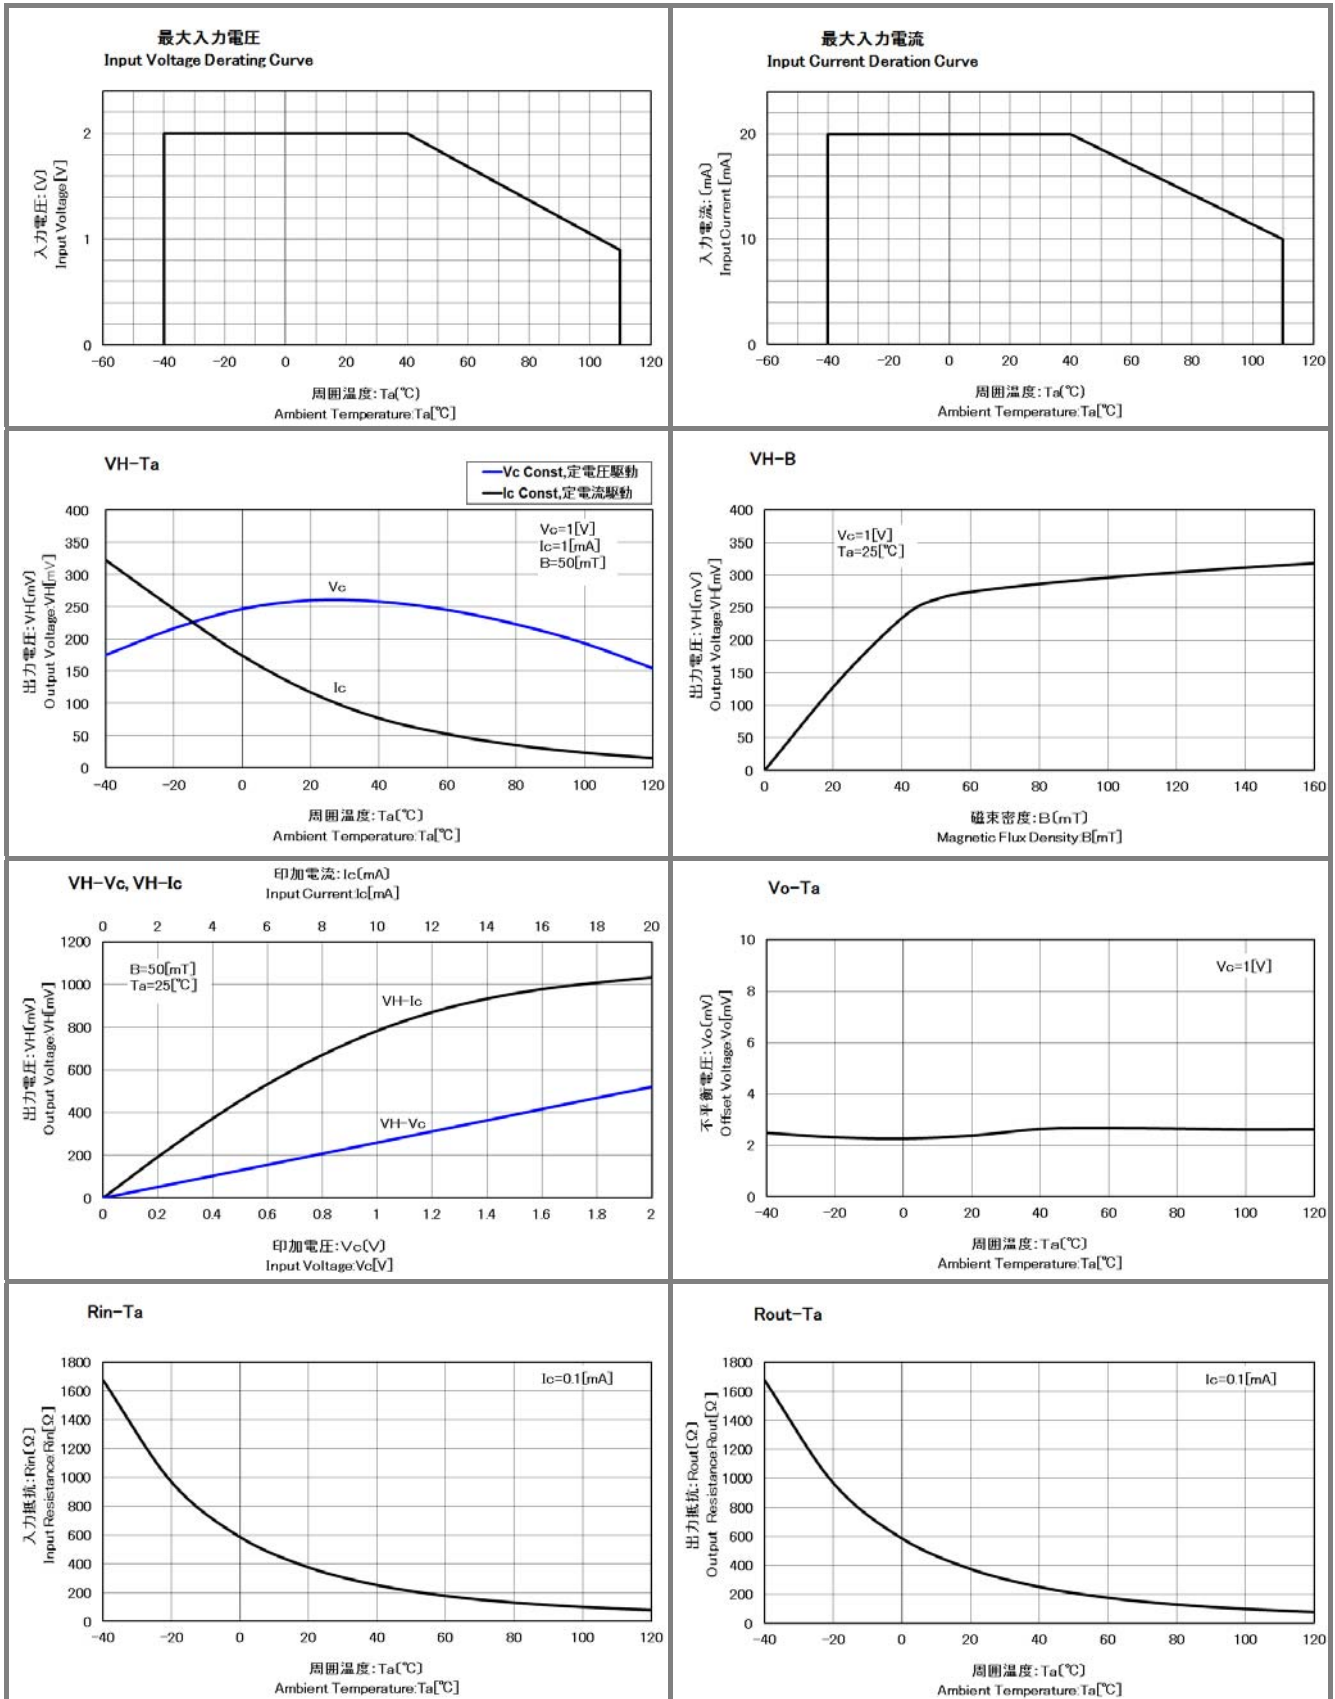 最大入力電圧
Input Voltage Derating Curve
入力電圧:(V)
Input Voltage[V]
2
1
0
-60 -40 -20 0 20 40 60 80 100 120
周囲温度:Ta(℃)
Ambient Temperature:Ta[℃]
最大入力電流
Input Current Deration Curve
入力電流:(mA)
Input Current[mA]
20
10
0
-60 -40 -20 0 20 40 60 80 100 120
周囲温度:Ta(℃)
Ambient Temperature:Ta[℃]
VH-Ta
Vc Const,定電圧駆動
Ic Const,定電流駆動
Vc=1[V]
Ic=1[mA]
B=50[mT]
出力電圧:VH(mV)
Output Voltage:VH[mV]
400
350
300
250
200
150
100
50
0
Vc
Ic
-40 -20 0 20 40 60 80 100 120
周囲温度:Ta(℃)
Ambient Temperature:Ta[℃]
VH-B
Vc=1[V]
Ta=25[℃]
出力電圧:VH(mV)
Output Voltage:VH[mV]
400
350
300
250
200
150
100
50
0
0 20 40 60 80 100 120 140 160
磁束密度:B(mT)
Magnetic Flux Density:B[mT]
VH-Vc, VH-Ic
印加電流:Ic(mA)
Input Current:Ic[mA]
0 2 4 6 8 10 12 14 16 18 20
B=50[mT]
Ta=25[℃]
出力電圧:VH(mV)
Output Voltage:VH[mV]
1200
1000
800
600
400
200
0
VH-Ic
VH-Vc
0 0.2 0.4 0.6 0.8 1 1.2 1.4 1.6 1.8 2
印加電圧:Vc(V)
Input Voltage:Vc[V]
Vo-Ta
Vc=1[V]
不平衡電圧:Vo(mV)
Offset Voltage:Vo[mV]
10
8
6
4
2
0
-40 -20 0 20 40 60 80 100 120
周囲温度:Ta(℃)
Ambient Temperature:Ta[℃]
Rin-Ta
Ic=0.1[mA]
入力抵抗:Rin(Ω)
Input Resistance:Rin[Ω]
1800
1600
1400
1200
1000
800
600
400
200
0
-40 -20 0 20 40 60 80 100 120
周囲温度:Ta(℃)
Ambient Temperature:Ta[℃]
Rout-Ta
Ic=0.1[mA]
出力抵抗:Rout(Ω)
Output Resistance:Rout[Ω]
1800
1600
1400
1200
1000
800
600
400
200
0
-40 -20 0 20 40 60 80 100 120
周囲温度:Ta(℃)
Ambient Temperature:Ta[℃]